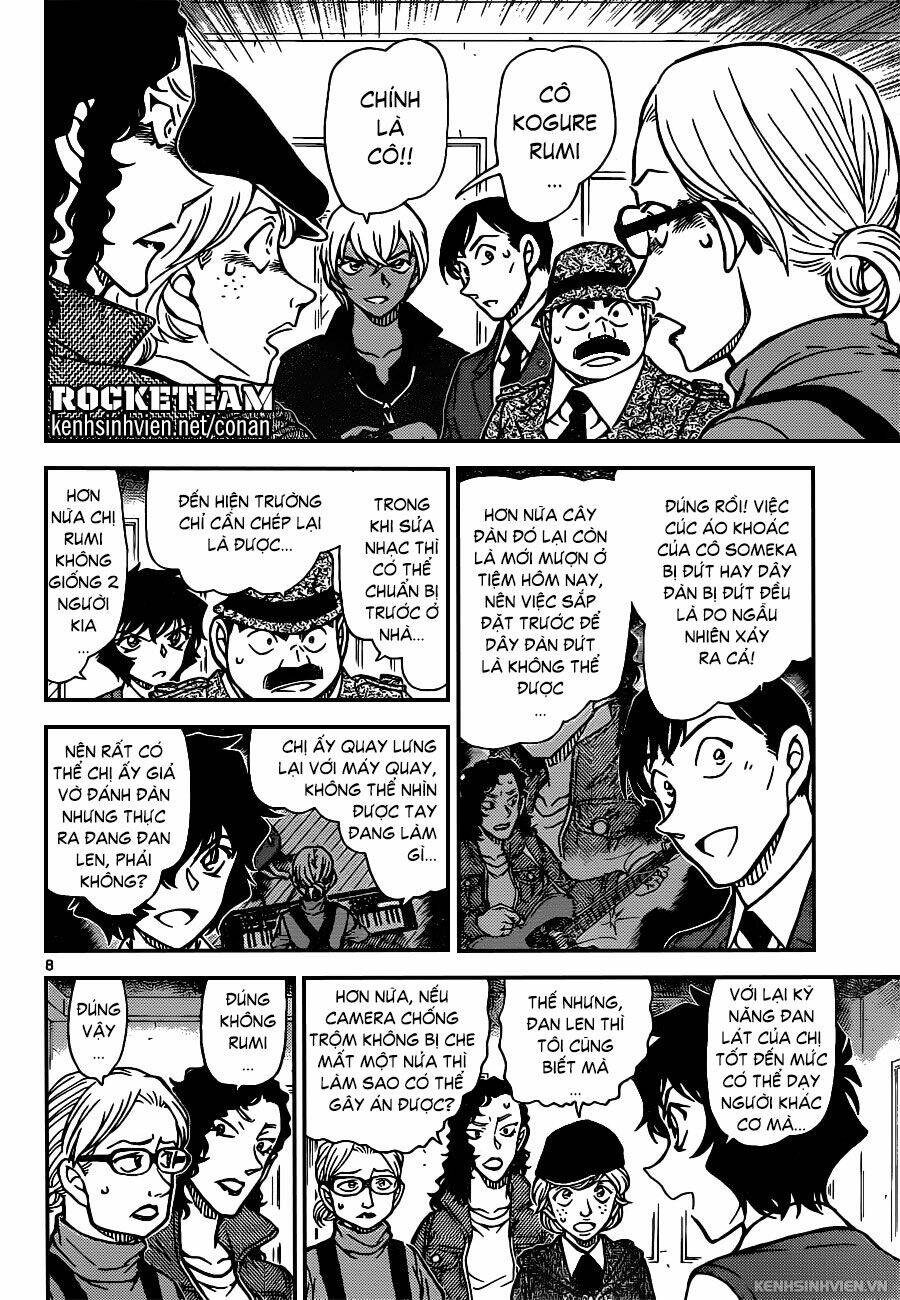 CÔ
KOGURE
RUMI
...
CHÍNH
LÀ
CÔ!!
ROCKETEAM
kenhsinhvien.net/conan
ĐÚNG RỒI! VIỆC
CÚC ÁO KHOÁC
CỦA CÔ SOMEKA
BỊ ĐỨT HAY DÂY
ĐÀN BỊ ĐỨT ĐỀU
LÀ DO NGẪU
NHIÊN XẢY
RA CẢ!
HƠN NỮA CÂY
ĐÀN ĐÓ LẠI CÒN
LÀ MỚI MƯỢN Ở
TIỆM HÔM NAY,
NÊN VIỆC SẮP
ĐẶT TRƯỚC ĐỂ
DÂY ĐÀN ĐỨT
LÀ KHÔNG THỂ
ĐƯỢC
...
TRONG
KHI SỬA
NHẠC THÌ
CÓ THỂ
CHUẨN BỊ
TRƯỚC Ở
NHÀ...
ĐẾN HIỆN TRƯỜNG
CHỈ CẦN CHÉP LẠI
LÀ ĐƯỢC...
HƠN
NỮA CHỊ
RUMI
KHÔNG
GIỐNG 2
NGƯỜI
KIA
...
CHỊ ẤY QUAY LƯNG
LẠI VỚI MÁY QUAY,
KHÔNG THỂ NHÌN
ĐƯỢC TAY
ĐANG LÀM
GÌ...
NÊN RẤT CÓ
THỂ CHỊ ẤY GIẢ
VỜ ĐÁNH ĐÀN
NHƯNG THỰC
RA ĐANG ĐAN
LEN, PHẢI
KHÔNG?
8
VỚI LẠI KỸ
NĂNG ĐAN
LÁT CỦA CHỊ
TỐT ĐẾN MỨC
CÓ THỂ DẠY
NGƯỜI KHÁC
CƠ MÀ...
THẾ NHƯNG,
ĐAN LEN THÌ
TÔI CŨNG
BIẾT MÀ
...
HƠN NỮA, NẾU
CAMERA CHỐNG
TRỘM KHÔNG BỊ CHE
MẤT MỘT NỬA THÌ
LÀM SAO CÓ THỂ
GÂY ÁN ĐƯỢC?
ĐÚNG
KHÔNG
RUMI
...
ĐÚNG
VẬY
...
KENHSINHVIEN.VN